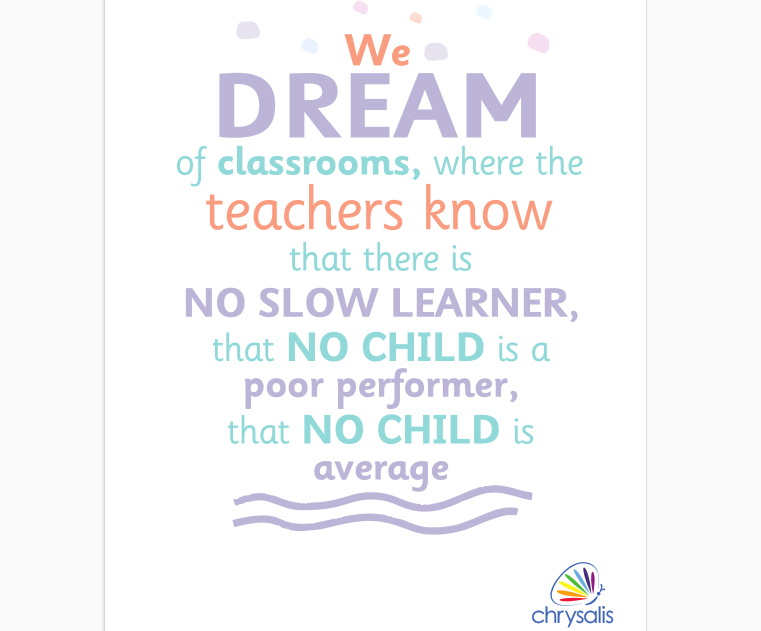 We
DREAM
of classrooms, where the
teachers know
that there is
NO SLOW LEARNER,
that NO CHILD is a
poor performer,
that NO CHILD is
average
chrysalis